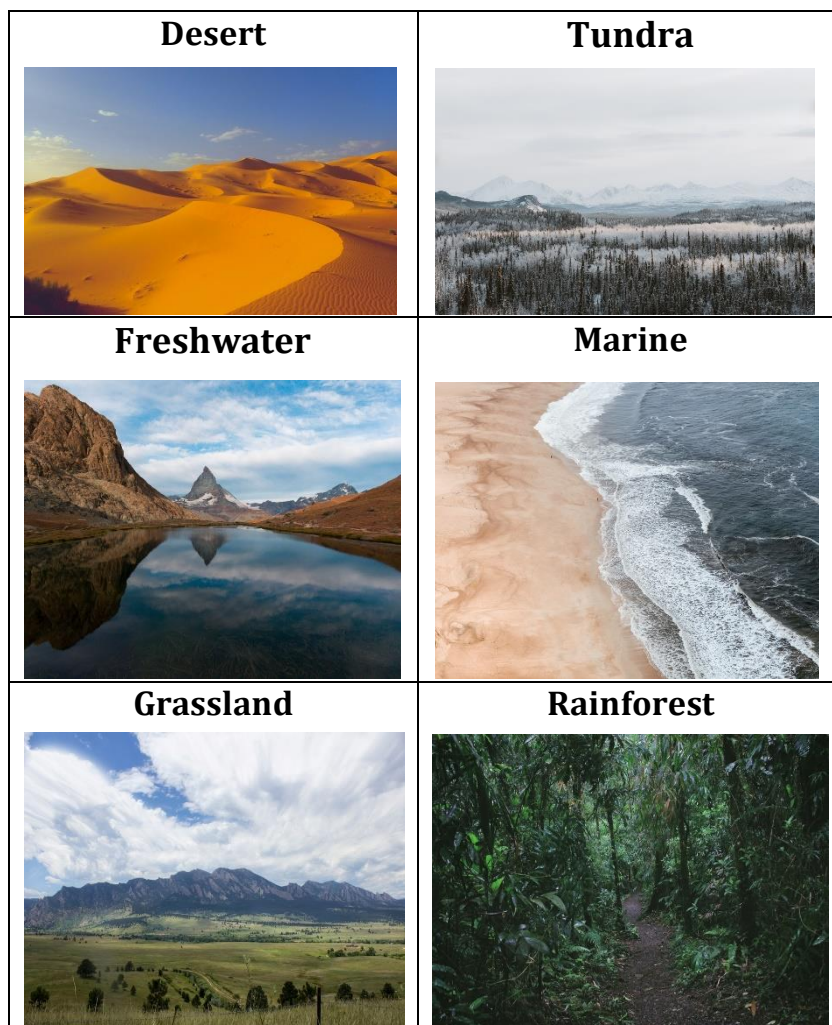 Desert
Tundra
Freshwater
Marine
Grassland
Rainforest